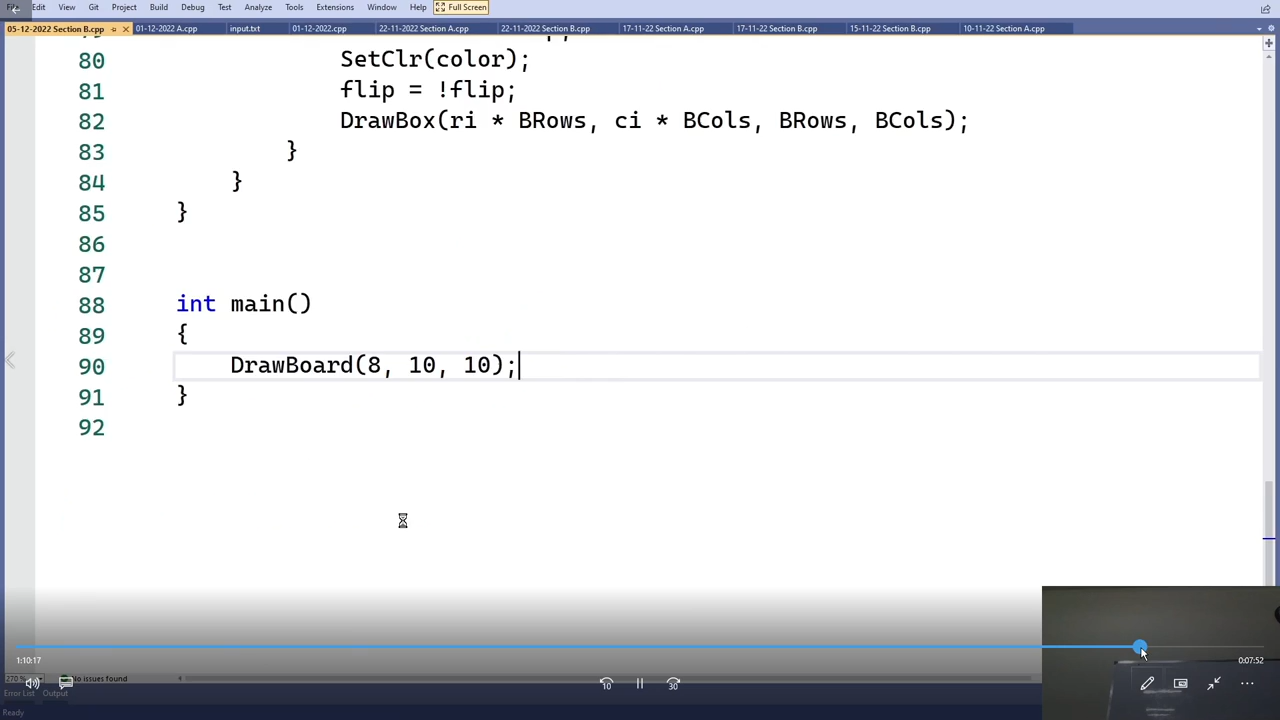 File Edit View Git Project Build Debug Test Analyze Tools Extensions Window Help Full Screen
05-12-2022 Section B.cpp 01-12-2022 A.cpp input.txt 01-12-2022.cpp 22-11-2022 Section A.cpp 22-11-2022 Section B.cpp 17-11-22 Section A.cpp 17-11-22 Section B.cpp 15-11-22 Section B.cpp 10-11-22 Section A.cpp
80 SetClr(color);
81 flip = !flip;
82 DrawBox(ri * BRows, ci * BCols, BRows, BCols);
83 }
84 }
85 }
86
87
88 int main()
89 {
90 DrawBoard(8, 10, 10);
91 }
92
1:10:17 0:07:52
270 % No issues found
10 30
Error List Output
Ready